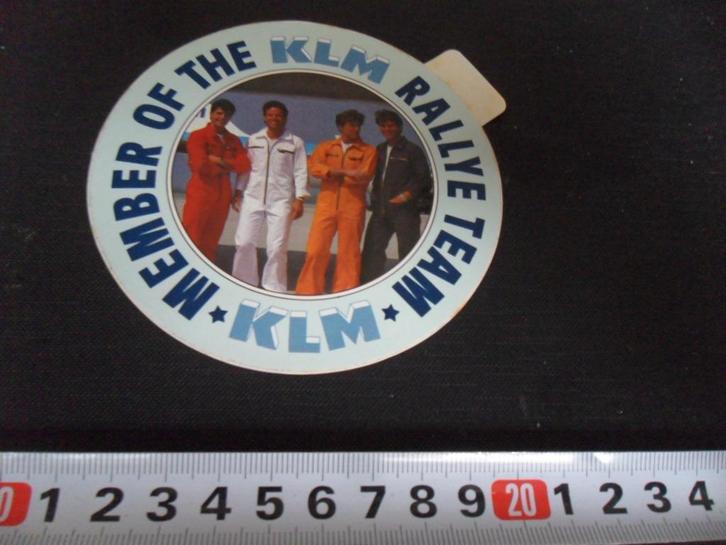 MEMBER OF THE KLM RALLYE TEAM
KLM
0 1 2 3 4 5 6 7 8 9 20 1 2 3 4